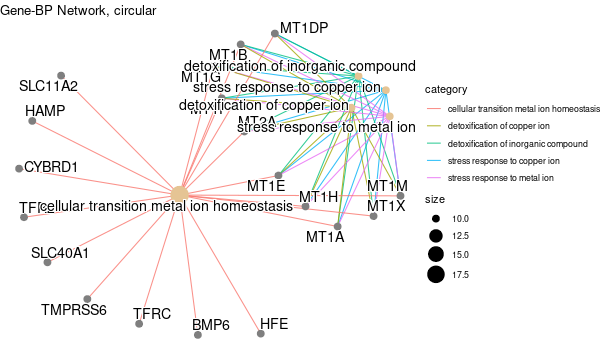 Gene-BP Network, circular
MT1DP
MT1B
detoxification of inorganic compound
MT1G
SLC11A2
stress response to copper ion
detoxification of copper ion
HAMP
MT2A
stress response to metal ion
CYBRD1
MT1E
MT1M
MT1H
cellular transition metal ion homeostasis
MT1X
MT1A
SLC40A1
TMPRSS6
TFRC
BMP6
HFE
category
cellular transition metal ion homeostasis
detoxification of copper ion
detoxification of inorganic compound
stress response to copper ion
stress response to metal ion
size
10.0
12.5
15.0
17.5